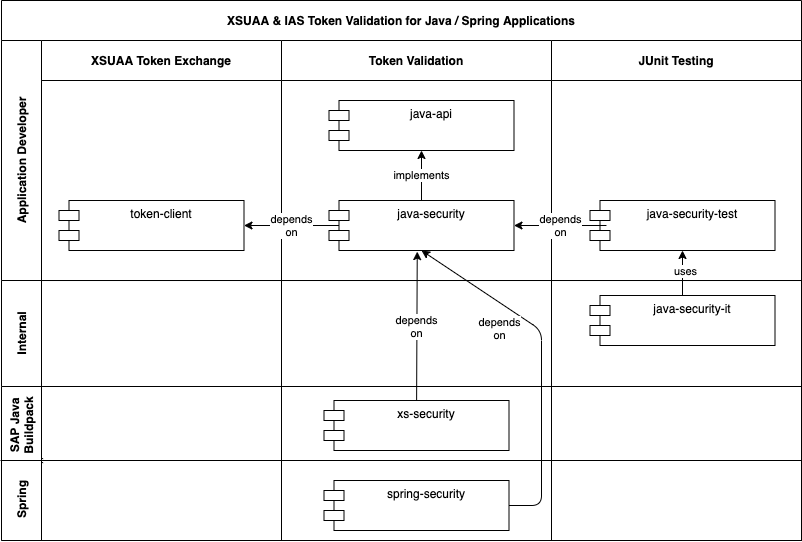 XSUAA & IAS Token Validation for Java / Spring Applications
XSUAA Token Exchange
Token Validation
JUnit Testing
Application Developer
java-api
implements
token-client
depends
on
java-security
depends
on
java-security-test
uses
Internal
java-security-it
depends
on
depends
on
SAP Java
Buildpack
xs-security
Spring
spring-security